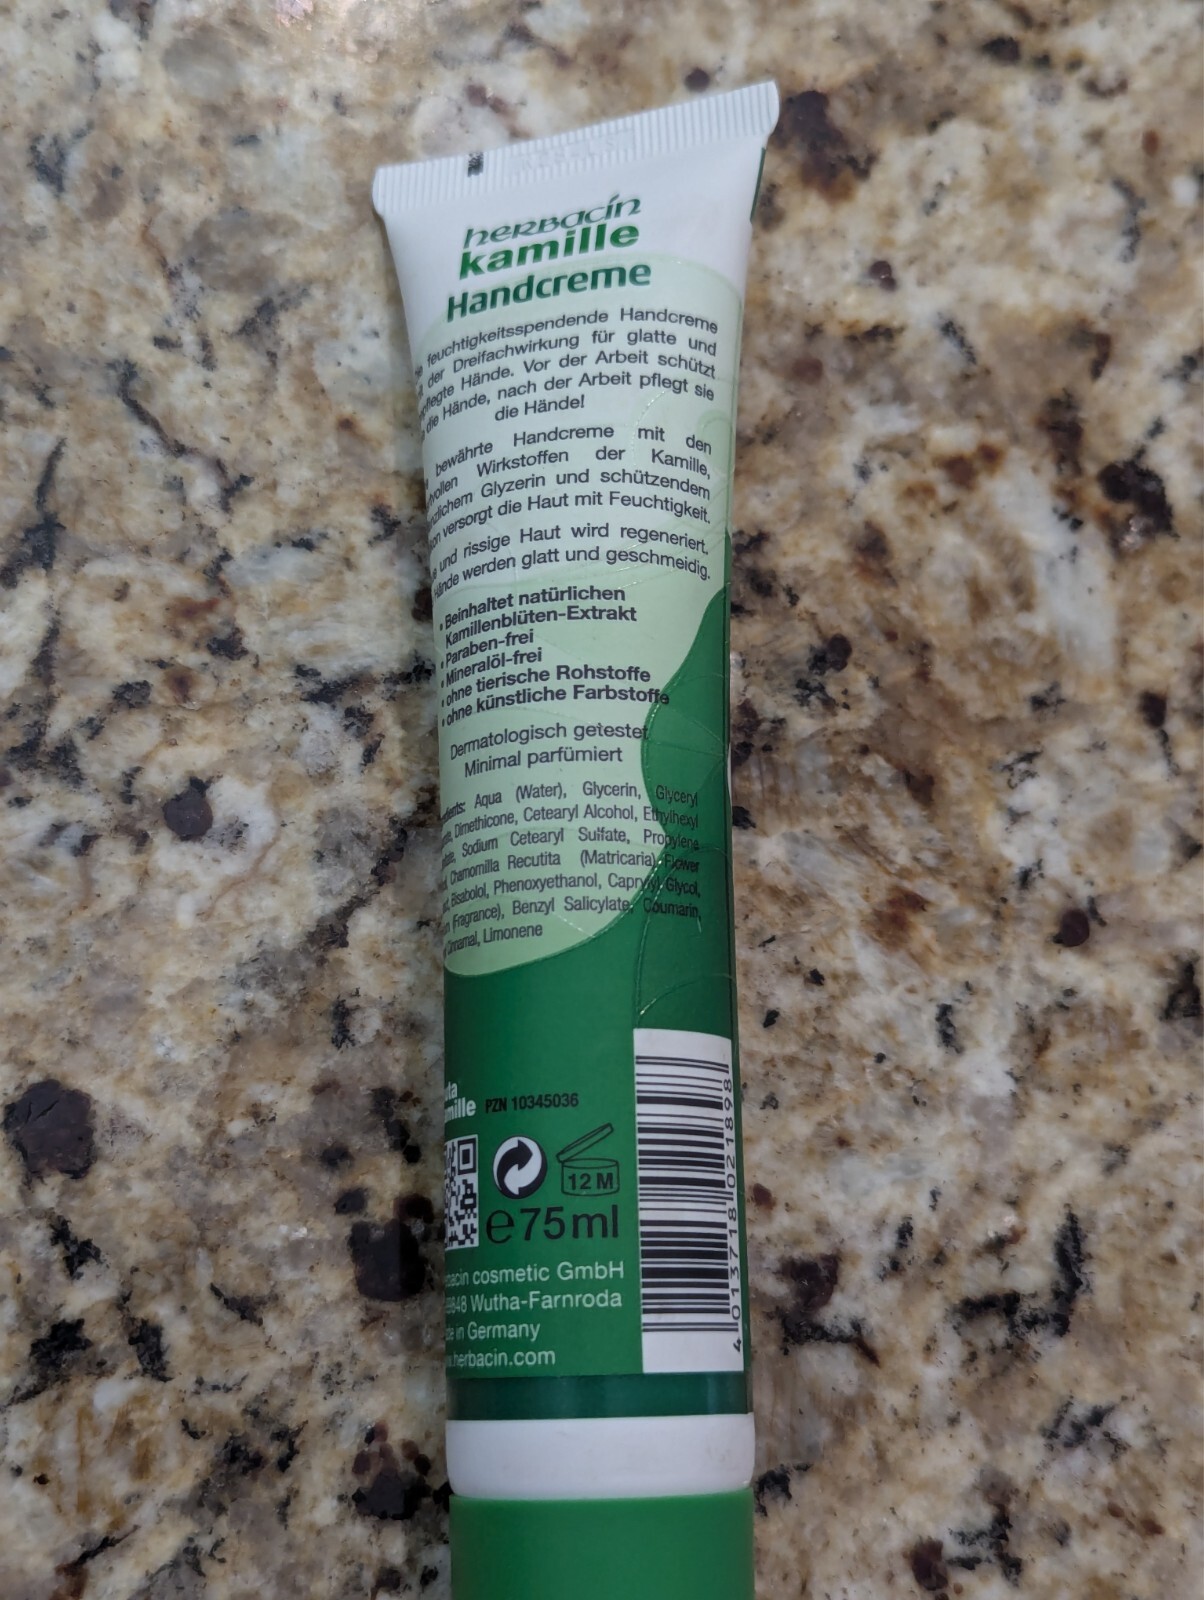 herbacin
kamille
Handcreme
feuchtigkeitsspendende Handcreme
der Dreifachwirkung für glatte und
Hände. Vor der Arbeit schützt
die Hände, nach der Arbeit pflegt sie
die Hände!
bewährte Handcreme mit den
Wirkstoffen der Kamille,
Glyzerin und schützendem
versorgt die Haut mit Feuchtigkeit.
und rissige Haut wird regeneriert.
Hände werden glatt und geschmeidig.
• Beinhaltet natürlichen
Kamillenblüten-Extrakt
• Paraben-frei
• Mineralöl-frei
• ohne tierische Rohstoffe
• ohne künstliche Farbstoffe
Dermatologisch getestet
Minimal parfümiert
Aqua (Water), Glycerin, Glyceryl
Dimethicone, Cetearyl Alcohol, Ethylhexyl
Sodium Cetearyl Sulfate, Propylene
Chamomilla Recutita (Matricaria) Flower
Bisabolol, Phenoxyethanol, Caprylyl Glycol,
(Fragrance), Benzyl Salicylate, Coumarin,
Cinnamal, Limonene
PZN 10345036
12 M
e 75 ml
cosmetic GmbH
Wutha-Farnroda
in Germany
herbacin.com
4 013718 021898